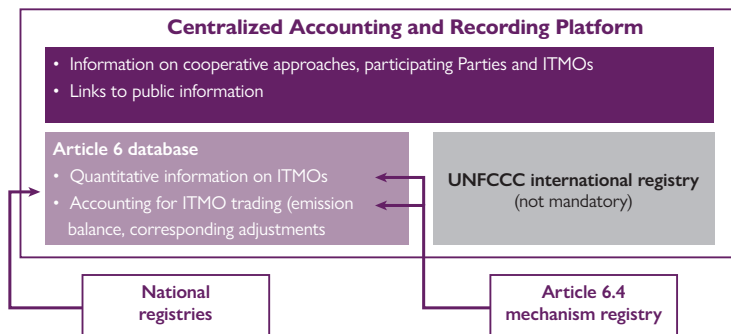 Centralized Accounting and Recording Platform
• Information on cooperative approaches, participating Parties and ITMOs
• Links to public information
Article 6 database
• Quantitative information on ITMOs
• Accounting for ITMO trading (emission
balance, corresponding adjustments
UNFCCC international registry
(not mandatory)
National
registries
Article 6.4
mechanism registry